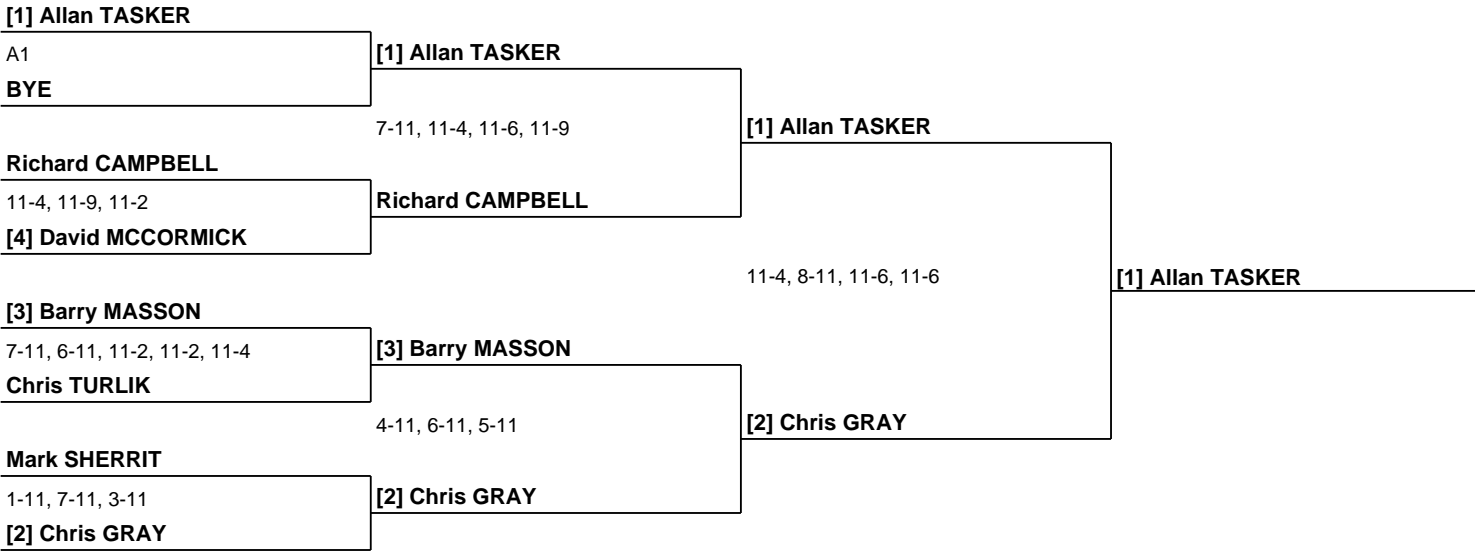 [1] Allan TASKER
A1
BYE
Richard CAMPBELL
11-4, 11-9, 11-2
[4] David MCCORMICK
[3] Barry MASSON
7-11, 6-11, 11-2, 11-2, 11-4
Chris TURLIK
Mark SHERRIT
1-11, 7-11, 3-11
[2] Chris GRAY
[1] Allan TASKER
7-11, 11-4, 11-6, 11-9
Richard CAMPBELL
[3] Barry MASSON
4-11, 6-11, 5-11
[2] Chris GRAY
[1] Allan TASKER
11-4, 8-11, 11-6, 11-6
[2] Chris GRAY
[1] Allan TASKER